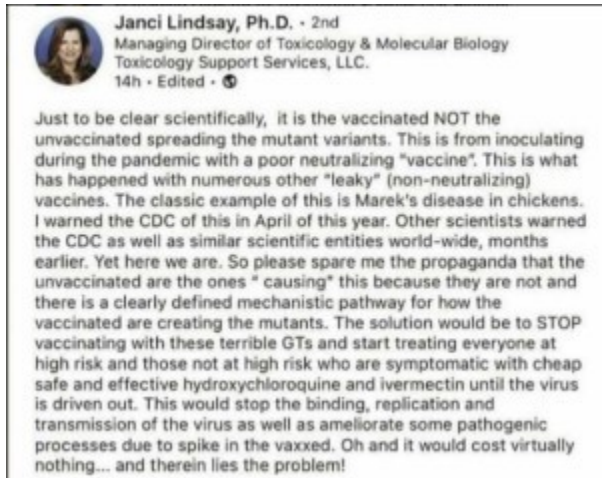 Janci Lindsay, Ph.D. • 2nd
Managing Director of Toxicology & Molecular Biology
Toxicology Support Services, LLC.
14h • Edited •
Just to be clear scientifically, it is the vaccinated NOT the
unvaccinated spreading the mutant variants. This is from inoculating
during the pandemic with a poor neutralizing "vaccine". This is what
has happened with numerous other "leaky" (non-neutralizing)
vaccines. The classic example of this is Marek's disease in chickens.
I warned the CDC of this in April of this year. Other scientists warned
the CDC as well as similar scientific entities world-wide, months
earlier. Yet here we are. So please spare me the propaganda that the
unvaccinated are the ones " causing" this because they are not and
there is a clearly defined mechanistic pathway for how the
vaccinated are creating the mutants. The solution would be to STOP
vaccinating with these terrible GTs and start treating everyone at
high risk and those not at high risk who are symptomatic with cheap
safe and effective hydroxychloroquine and ivermectin until the virus
is driven out. This would stop the binding, replication and
transmission of the virus as well as ameliorate some pathogenic
processes due to spike in the vaxxed. Oh and it would cost virtually
nothing... and therein lies the problem!